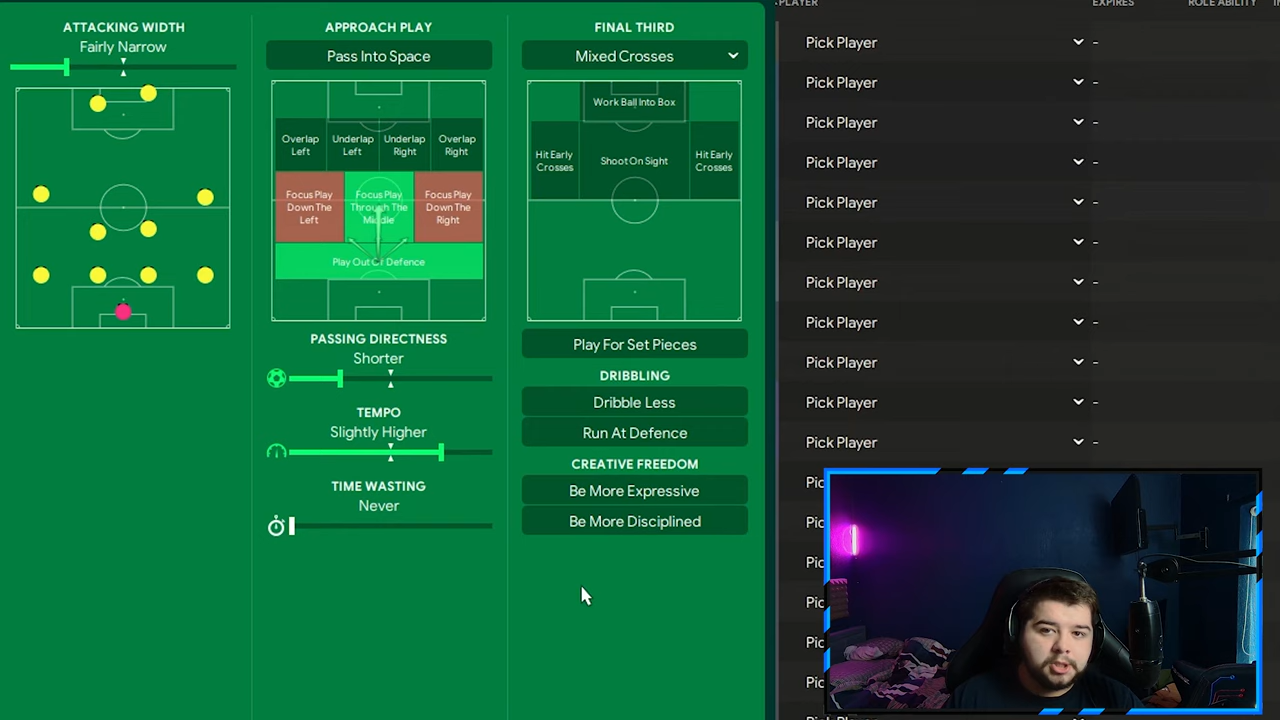 PLAYER
EXPIRES
ROLE ABILITY
ATTACKING WIDTH
Fairly Narrow
APPROACH PLAY
Pass Into Space
Overlap Left
Underlap Left
Underlap Right
Overlap Right
Focus Play Down The Left
Focus Play Through The Middle
Focus Play Down The Right
Play Out Of Defence
PASSING DIRECTNESS
Shorter
TEMPO
Slightly Higher
TIME WASTING
Never
FINAL THIRD
Mixed Crosses
Work Ball Into Box
Hit Early Crosses
Shoot On Sight
Hit Early Crosses
Play For Set Pieces
DRIBBLING
Dribble Less
Run At Defence
CREATIVE FREEDOM
Be More Expressive
Be More Disciplined
Pick Player -
Pick Player -
Pick Player -
Pick Player -
Pick Player -
Pick Player -
Pick Player -
Pick Player -
Pick Player -
Pick Player -
Pick Player -